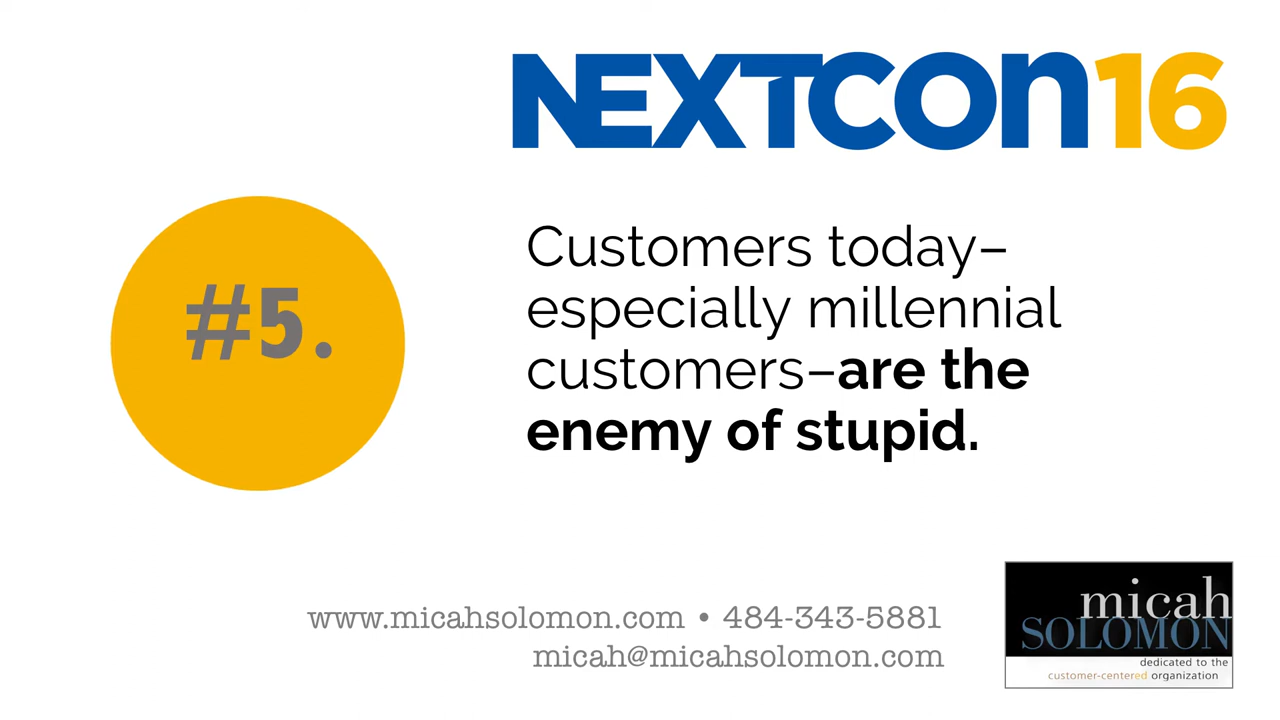 NEXTCON16
#5.
Customers today–
especially millennial
customers–are the
enemy of stupid.
www.micahsolomon.com • 484-343-5881
micah@micahsolomon.com
micah
SOLOMON
dedicated to the
customer-centered organization